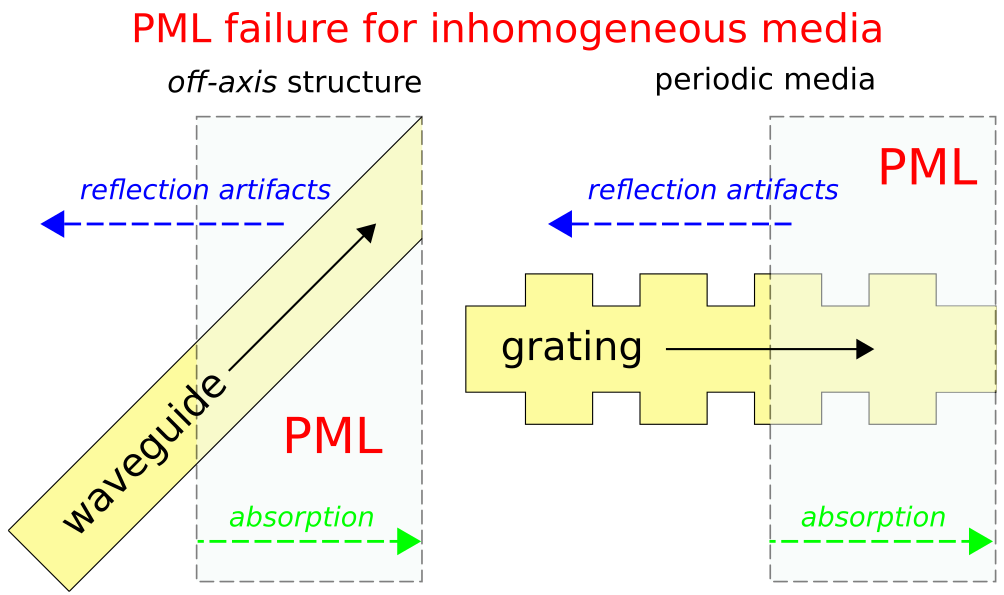 PML failure for inhomogeneous media
off-axis structure
periodic media
reflection artifacts
waveguide
PML
absorption
reflection artifacts
PML
grating
absorption